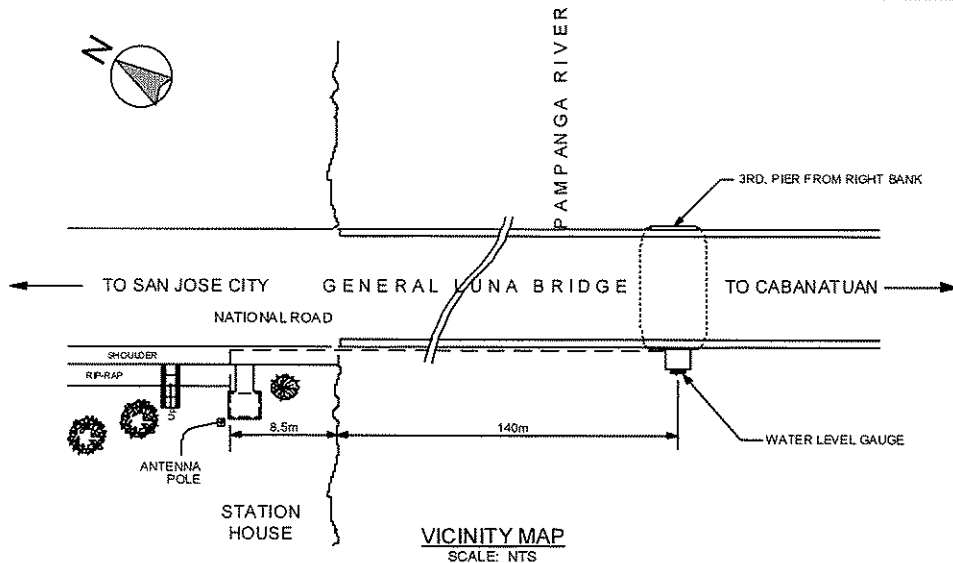 N
PAMPANGA RIVER
3RD. PIER FROM RIGHT BANK
TO SAN JOSE CITY
GENERAL LUNA BRIDGE
TO CABANATUAN
NATIONAL ROAD
SHOULDER
RIP-RAP
UP
8.5m
140m
WATER LEVEL GAUGE
ANTENNA
POLE
STATION
HOUSE
VICINITY MAP
SCALE: NTS